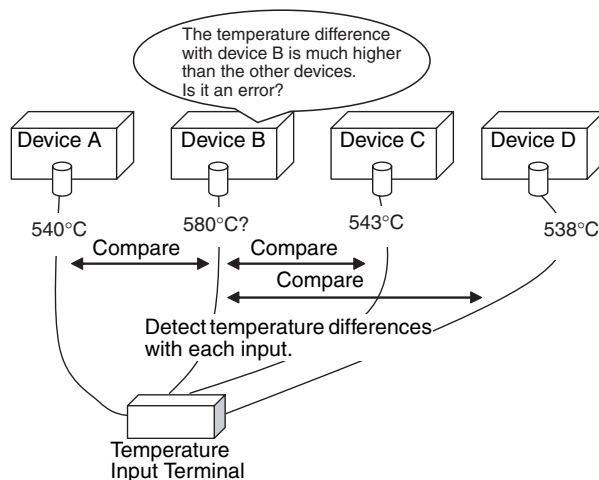 The temperature difference
with device B is much higher
than the other devices.
Is it an error?
Device A
Device B
Device C
Device D
540°C
580°C?
543°C
538°C
Compare
Compare
Compare
Detect temperature differences
with each input.
Temperature
Input Terminal